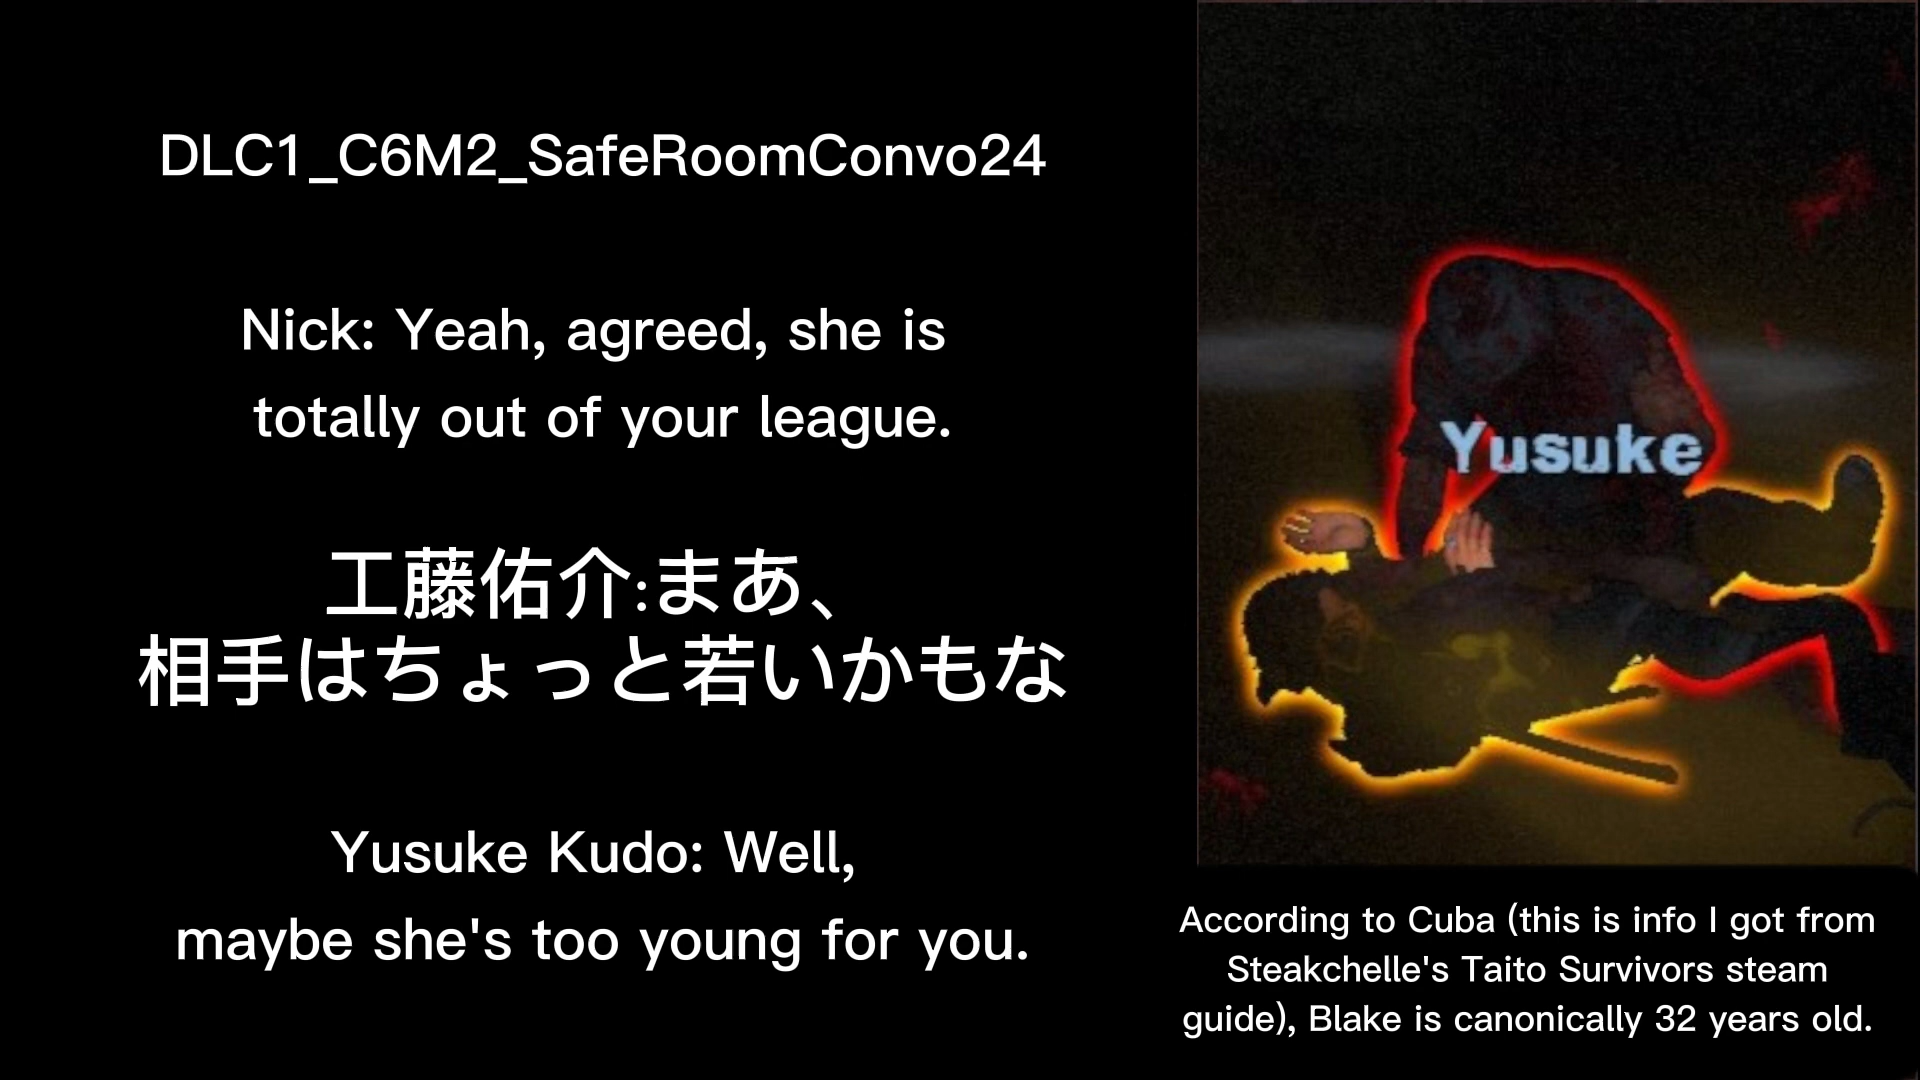 DLC1_C6M2_SafeRoomConvo24
Nick: Yeah, agreed, she is
totally out of your league.
工藤佑介:まあ、
相手はちょっと若いかもな
Yusuke Kudo: Well,
maybe she's too young for you.
Yusuke
According to Cuba (this is info I got from
Steakchelle's Taito Survivors steam
guide), Blake is canonically 32 years old.